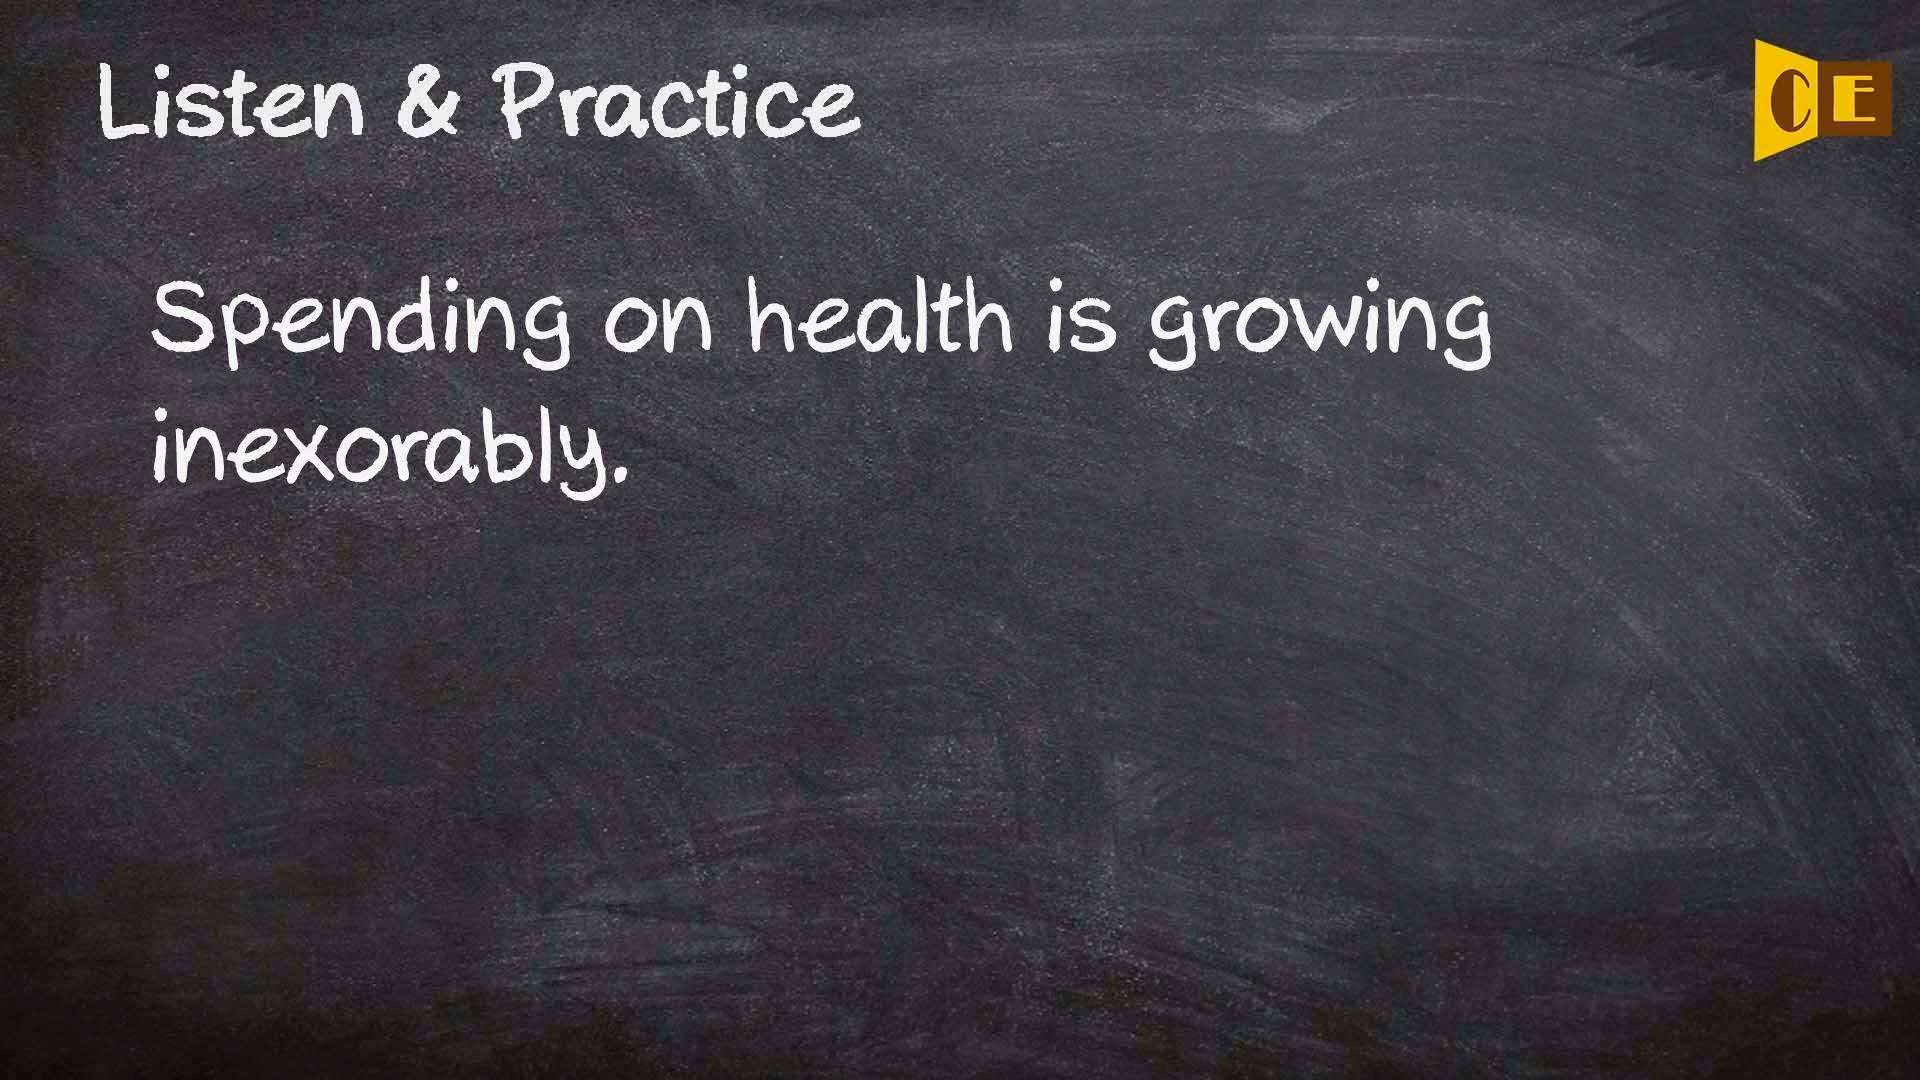 Listen & Practice
CE
Spending on health is growing
inexorably.